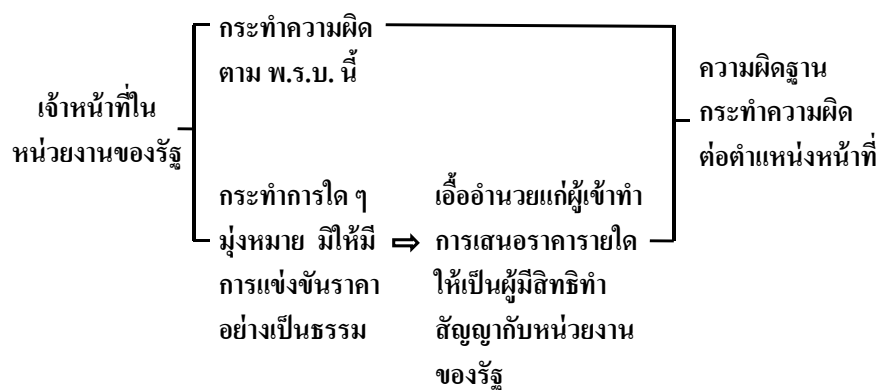 เจ้าหน้าที่ใน
หน่วยงานของรัฐ
กระทำความผิด
ตาม พ.ร.บ. นี้
กระทำการใด ๆ
มุ่งหมาย มิให้มี
การแข่งขันราคา
อย่างเป็นธรรม
⇨
เอื้ออำนวยแก่ผู้เข้าทำ
การเสนอราคารายใด
ให้เป็นผู้มีสิทธิทำ
สัญญากับหน่วยงาน
ของรัฐ
ความผิดฐาน
กระทำความผิด
ต่อตำแหน่งหน้าที่